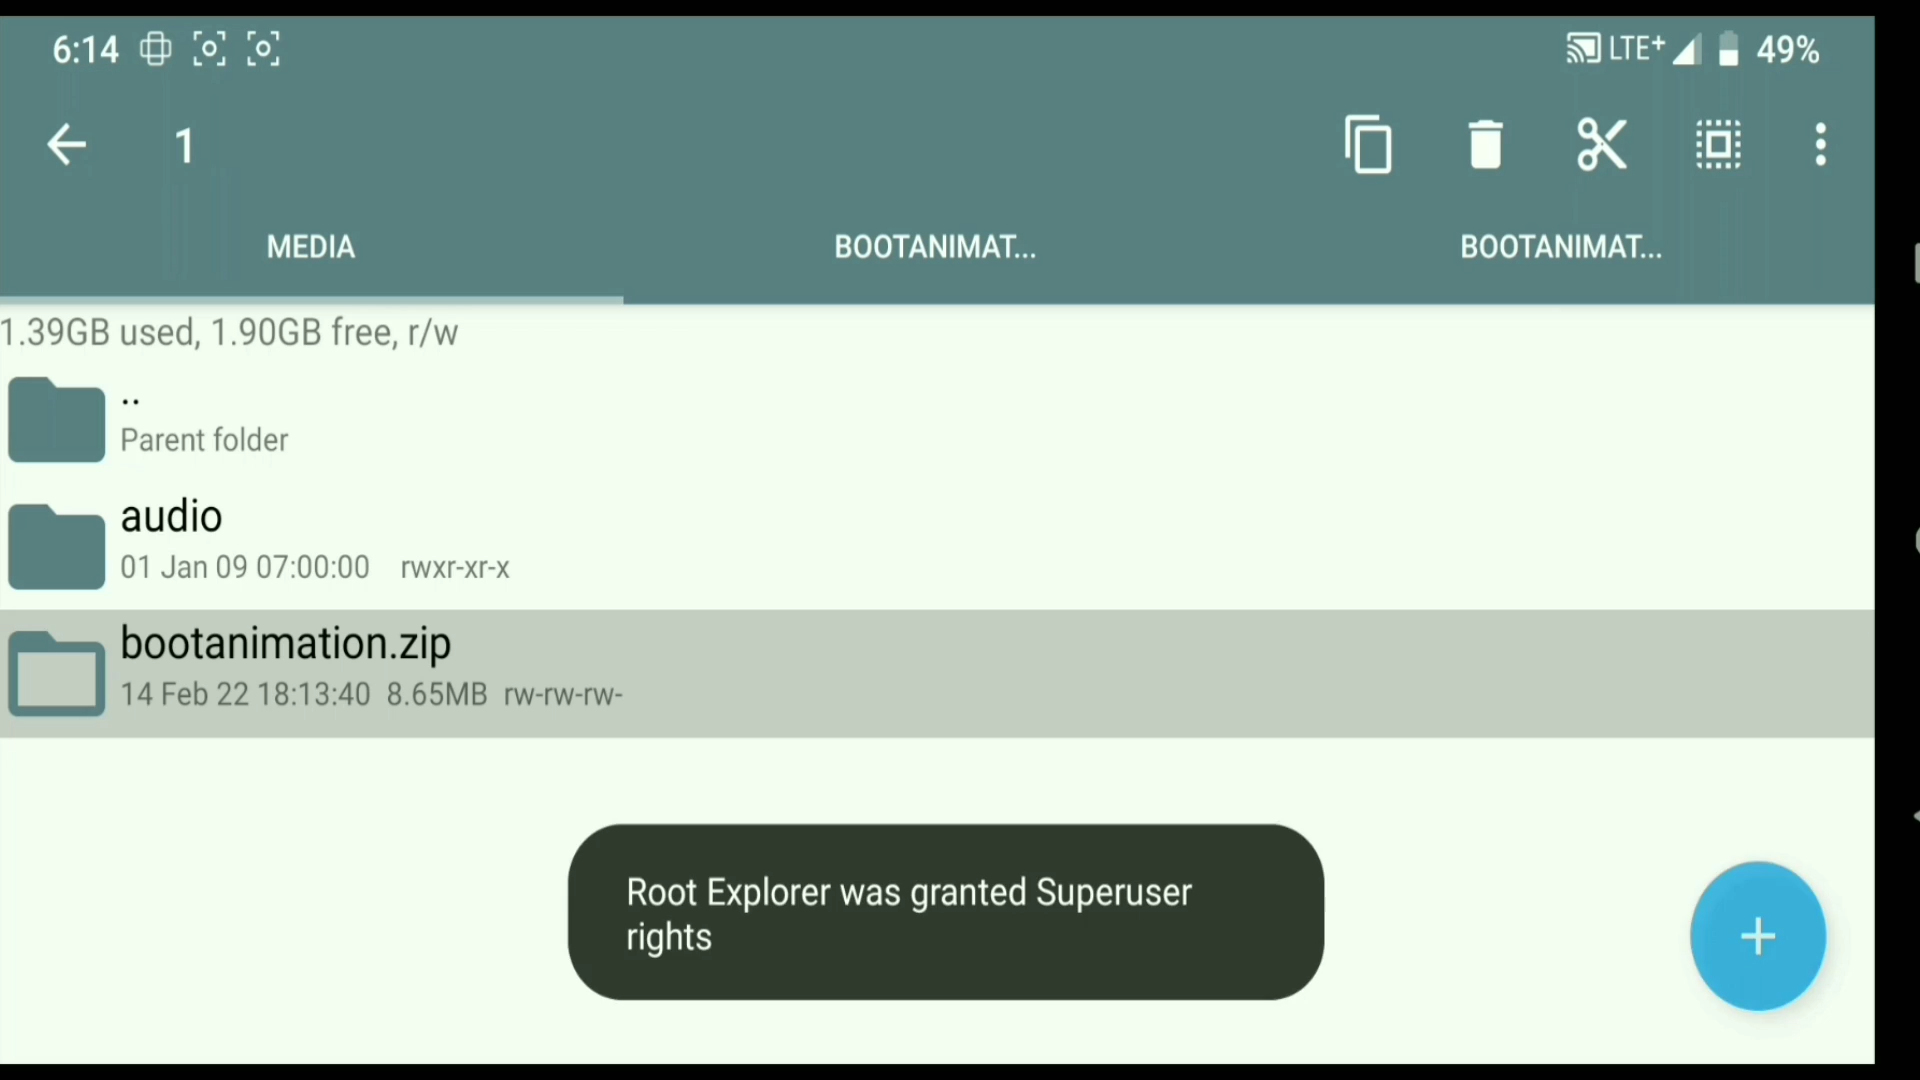 6:14 LTE+ 49%
1
MEDIA BOOTANIMAT... BOOTANIMAT...
1.39GB used, 1.90GB free, r/w
..
Parent folder
audio
01 Jan 09 07:00:00 rwxr-xr-x
bootanimation.zip
14 Feb 22 18:13:40 8.65MB rw-rw-rw-
Root Explorer was granted Superuser
rights